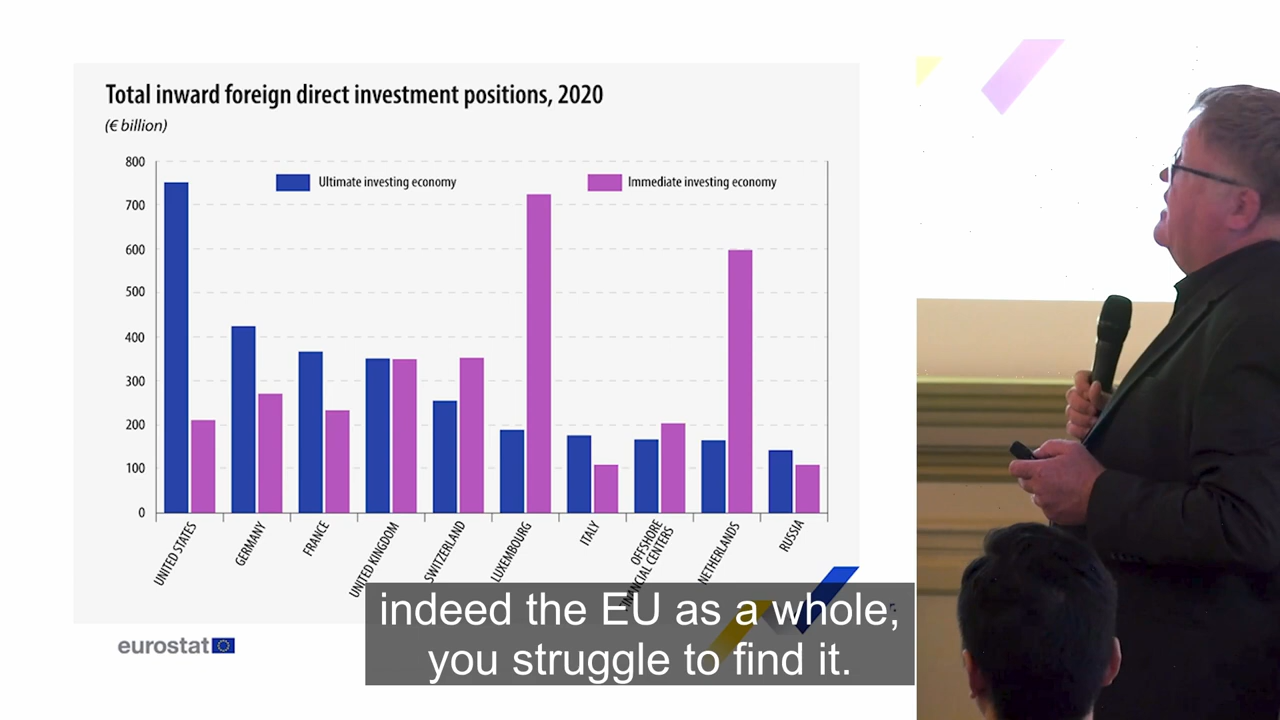 Total inward foreign direct investment positions, 2020
(€ billion)
800
700
600
500
400
300
200
100
0
Ultimate investing economy
Immediate investing economy
UNITED STATES
GERMANY
FRANCE
UNITED KINGDOM
SWITZERLAND
LUXEMBOURG
ITALY
OFFSHORE
FINANCIAL CENTERS
NETHERLANDS
RUSSIA
eurostat
indeed the EU as a whole,
you struggle to find it.